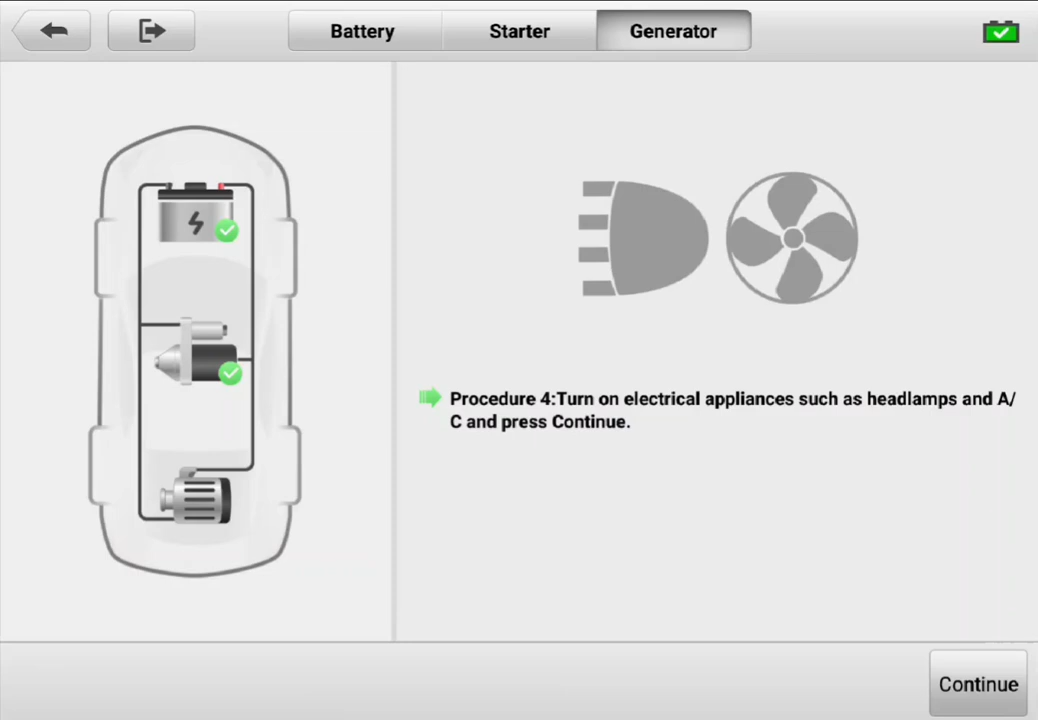 Battery
Starter
Generator
Procedure 4:Turn on electrical appliances such as headlamps and A/
C and press Continue.
Continue